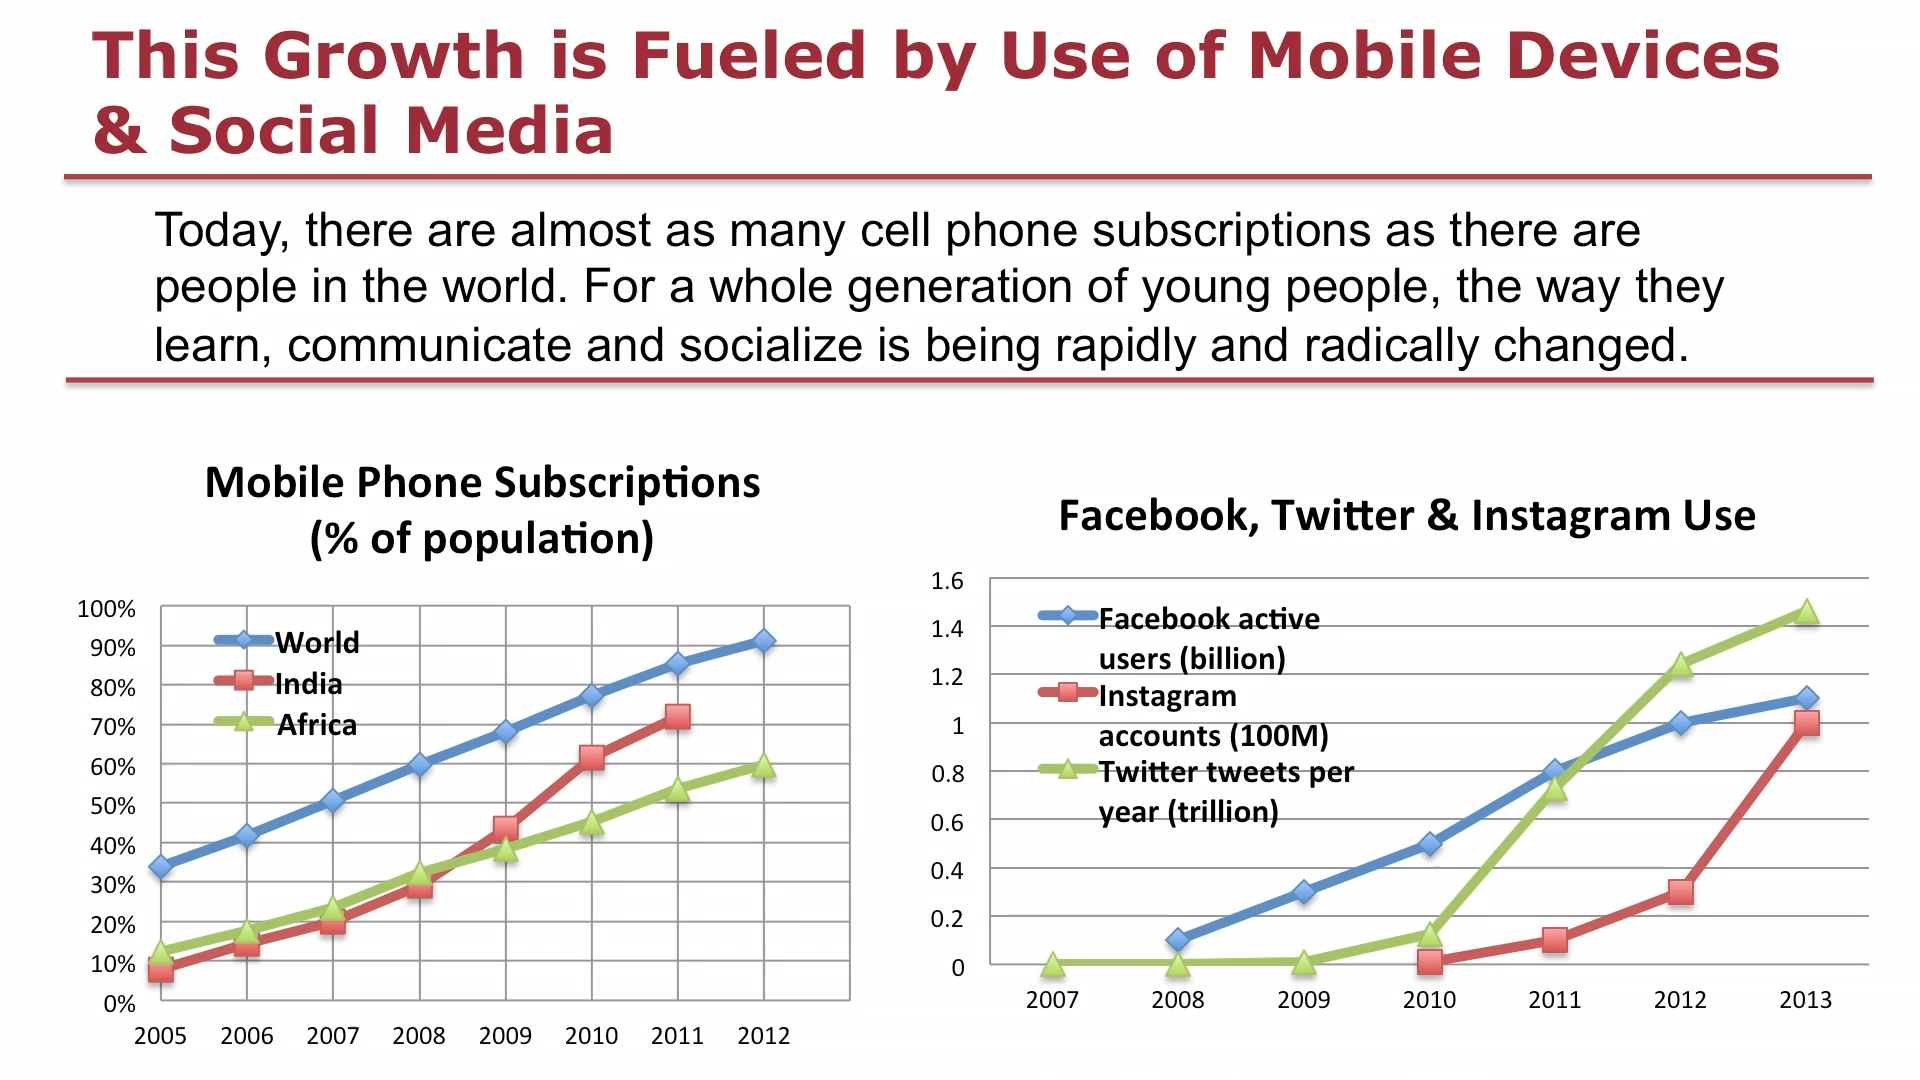 This Growth is Fueled by Use of Mobile Devices
& Social Media
Today, there are almost as many cell phone subscriptions as there are
people in the world. For a whole generation of young people, the way they
learn, communicate and socialize is being rapidly and radically changed.
Mobile Phone Subscriptions
(% of population)
100%
90%
80%
70%
60%
50%
40%
30%
20%
10%
0%
World
India
Africa
2005 2006 2007 2008 2009 2010 2011 2012
Facebook, Twitter & Instagram Use
1.6
1.4
1.2
1
0.8
0.6
0.4
0.2
0
Facebook active
users (billion)
Instagram
accounts (100M)
Twitter tweets per
year (trillion)
2007 2008 2009 2010 2011 2012 2013